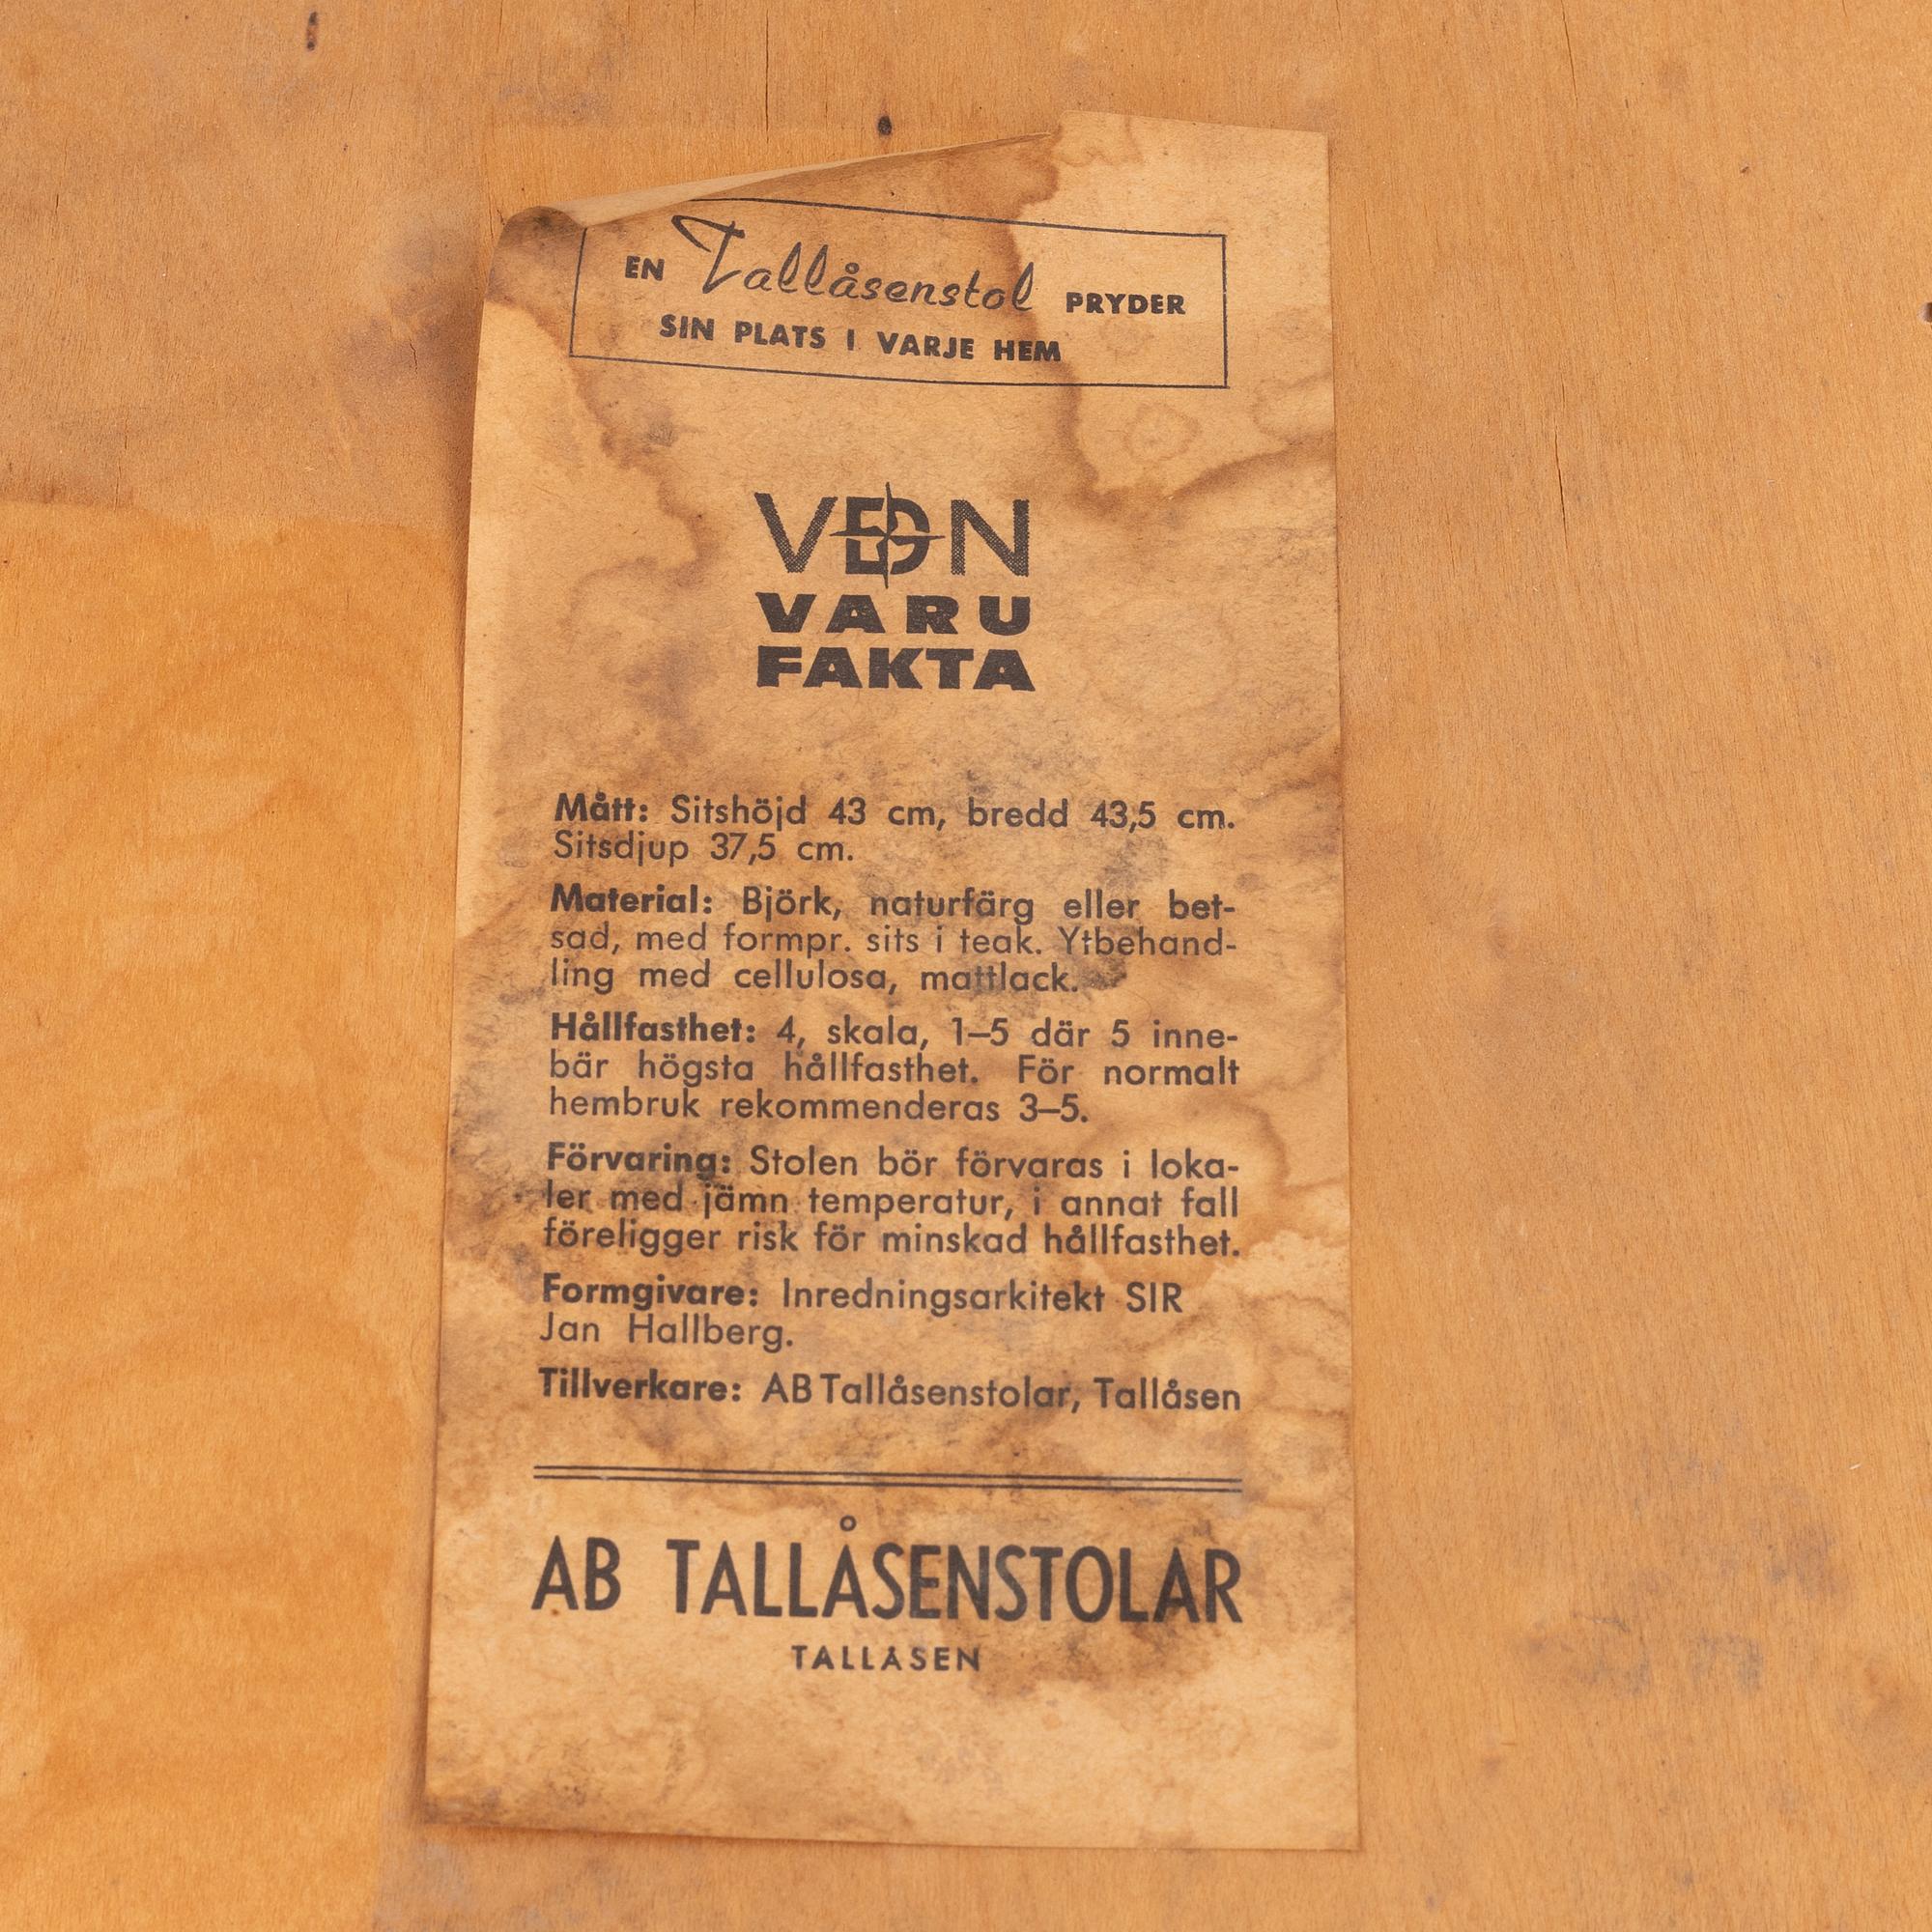 EN Tallåsenstol PRYDER
SIN PLATS I VARJE HEM
VDN
VARU
FAKTA
Mått: Sitshöjd 43 cm, bredd 43,5 cm.
Sitsdjup 37,5 cm.
Material: Björk, naturfärg eller bet-
sad, med formpr. sits i teak. Ytbehand-
ling med cellulosa, mattlack.
Hållfasthet: 4, skala, 1–5 där 5 inne-
bär högsta hållfasthet. För normalt
hembruk rekommenderas 3–5.
Förvaring: Stolen bör förvaras i loka-
ler med jämn temperatur, i annat fall
föreligger risk för minskad hållfasthet.
Formgivare: Inredningsarkitekt SIR
Jan Hallberg.
Tillverkare: AB Tallåsenstolar, Tallåsen
AB TALLÅSENSTOLAR
TALLÅSEN